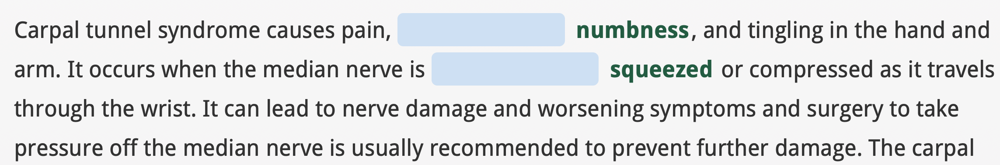 Carpal tunnel syndrome causes pain, numbness, and tingling in the hand and
arm. It occurs when the median nerve is squeezed or compressed as it travels
through the wrist. It can lead to nerve damage and worsening symptoms and surgery to take
pressure off the median nerve is usually recommended to prevent further damage. The carpal